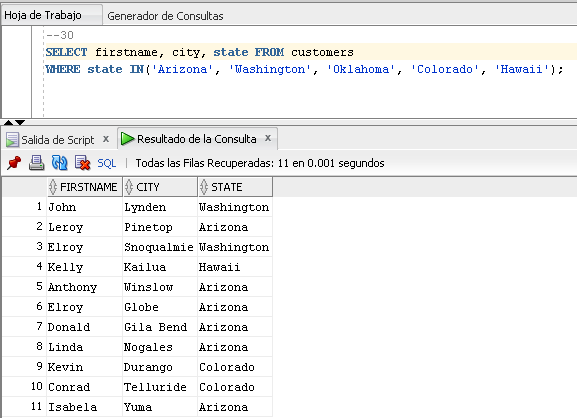 Hoja de Trabajo Generador de Consultas
--30
SELECT firstname, city, state FROM customers
WHERE state IN('Arizona', 'Washington', 'Oklahoma', 'Colorado', 'Hawaii');
Salida de Script x Resultado de la Consulta x
SQL | Todas las Filas Recuperadas: 11 en 0.001 segundos
FIRSTNAME CITY STATE
1 John Lynden Washington
2 Leroy Pinetop Arizona
3 Elroy Snoqualmie Washington
4 Kelly Kailua Hawaii
5 Anthony Winslow Arizona
6 Elroy Globe Arizona
7 Donald Gila Bend Arizona
8 Linda Nogales Arizona
9 Kevin Durango Colorado
10 Conrad Telluride Colorado
11 Isabela Yuma Arizona